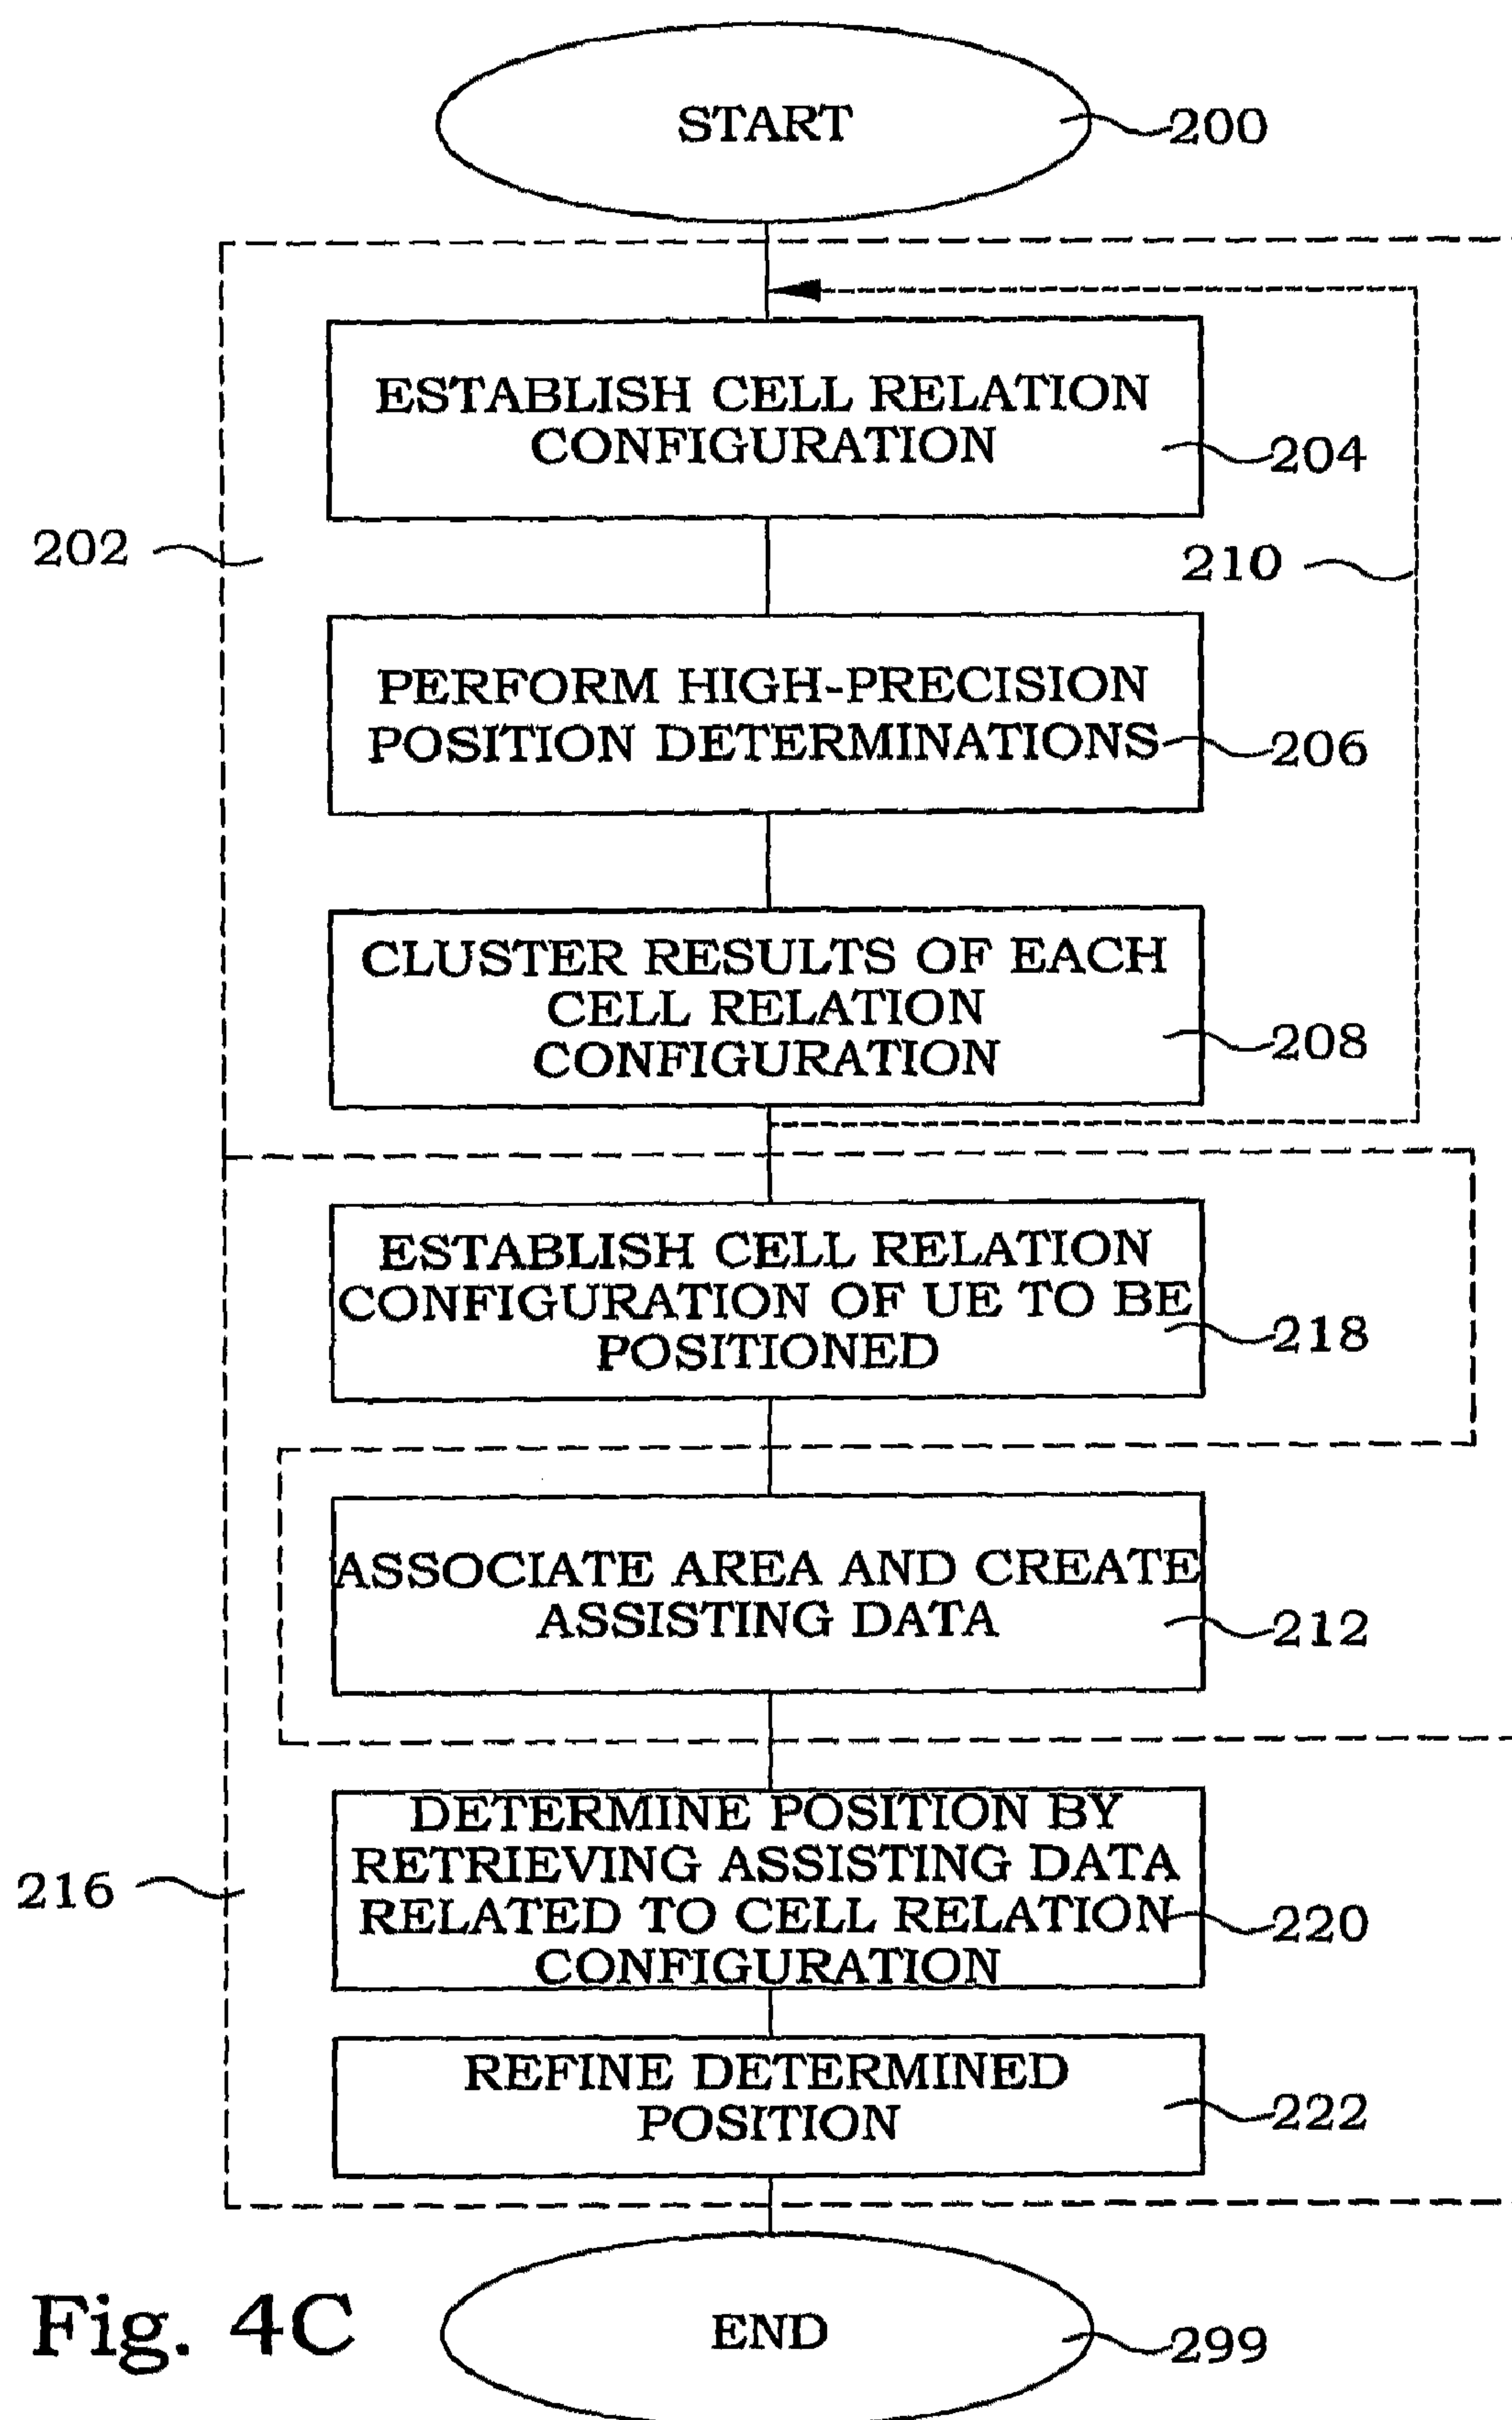 START
200
ESTABLISH CELL RELATION
CONFIGURATION
204
202
210
PERFORM HIGH-PRECISION
POSITION DETERMINATIONS
206
CLUSTER RESULTS OF EACH
CELL RELATION
CONFIGURATION
208
ESTABLISH CELL RELATION
CONFIGURATION OF UE TO BE
POSITIONED
218
ASSOCIATE AREA AND CREATE
ASSISTING DATA
212
DETERMINE POSITION BY
RETRIEVING ASSISTING DATA
RELATED TO CELL RELATION
CONFIGURATION
216
220
REFINE DETERMINED
POSITION
222
Fig. 4C
END
299